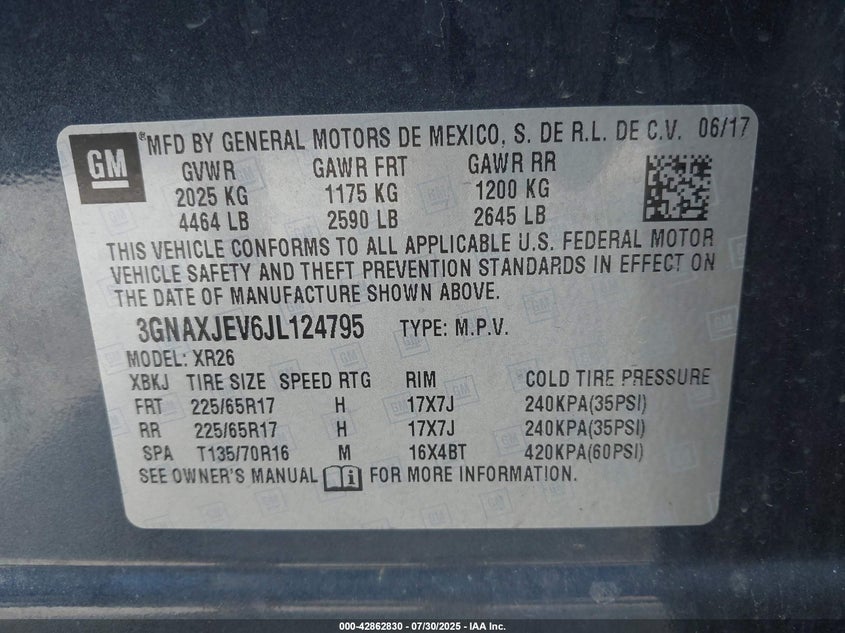 GM
®MFD BY GENERAL MOTORS DE MEXICO, S. DE R.L. DE C.V. 06/17
GVWR GAWR FRT GAWR RR
2025 KG 1175 KG 1200 KG
4464 LB 2590 LB 2645 LB
THIS VEHICLE CONFORMS TO ALL APPLICABLE U.S. FEDERAL MOTOR
VEHICLE SAFETY AND THEFT PREVENTION STANDARDS IN EFFECT ON
THE DATE OF MANUFACTURE SHOWN ABOVE.
3GNAXJEV6JL124795 TYPE: M.P.V.
MODEL: XR26
XBKJ TIRE SIZE SPEED RTG RIM COLD TIRE PRESSURE
FRT 225/65R17 H 17X7J 240KPA(35PSI)
RR 225/65R17 H 17X7J 240KPA(35PSI)
SPA T135/70R16 M 16X4BT 420KPA(60PSI)
SEE OWNER'S MANUAL FOR MORE INFORMATION.
000-42862830 - 07/30/2025 - IAA Inc.